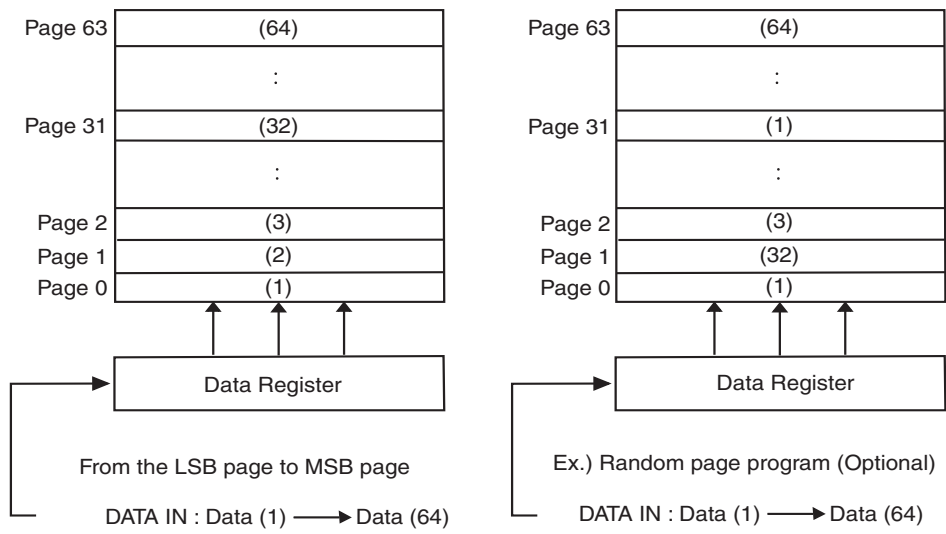 Page 63 (64)
:
Page 31 (32)
:
Page 2 (3)
Page 1 (2)
Page 0 (1)
Data Register
From the LSB page to MSB page
DATA IN : Data (1) Data (64)
Page 63 (64)
:
Page 31 (1)
:
Page 2 (3)
Page 1 (32)
Page 0 (1)
Data Register
Ex.) Random page program (Optional)
DATA IN : Data (1) Data (64)